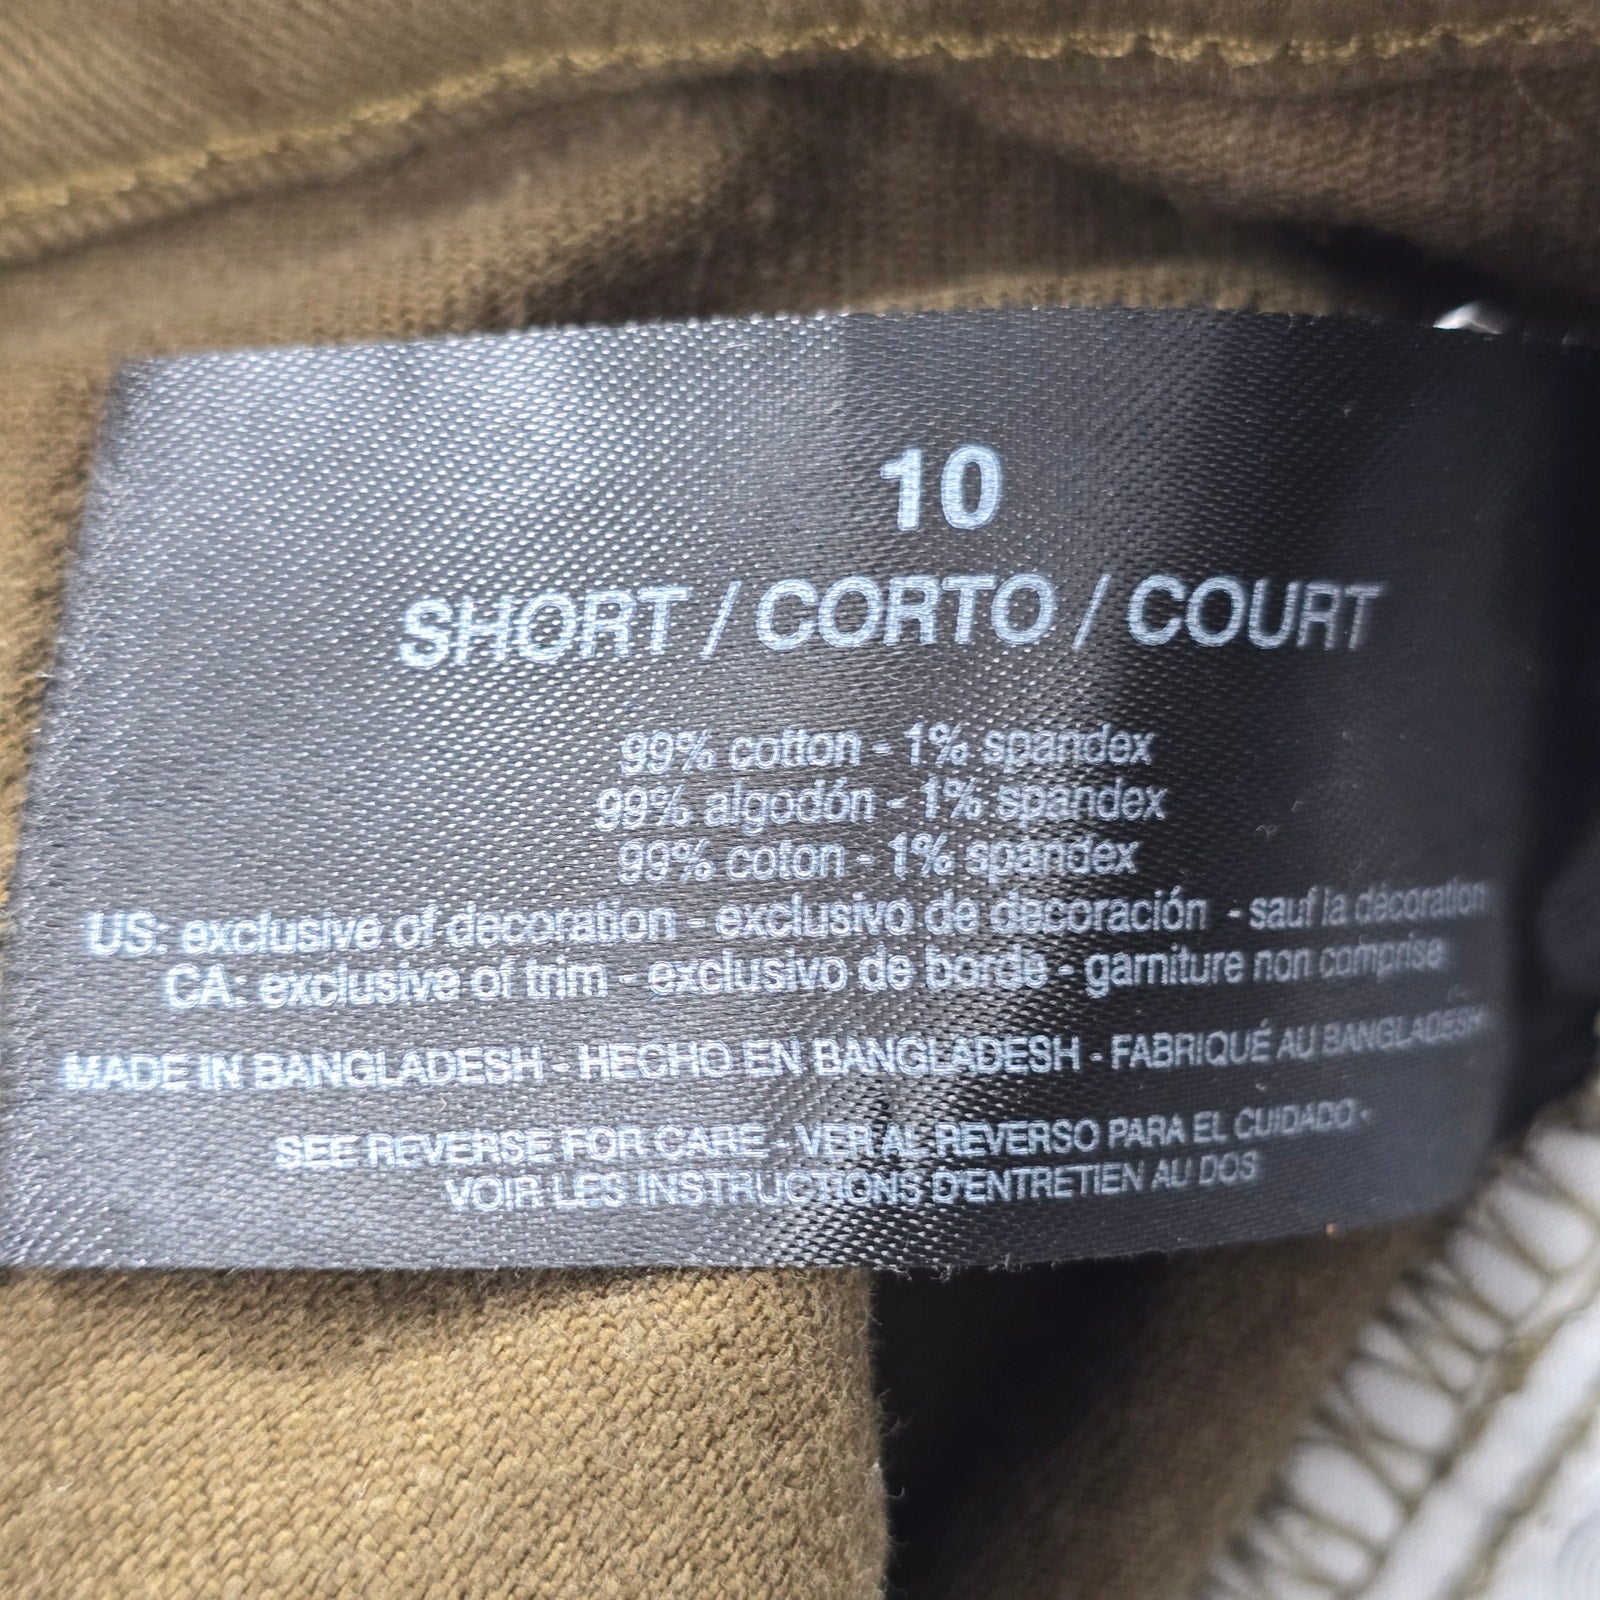 10
SHORT / CORTO / COURT
99% cotton - 1% spandex
99% algodón - 1% spandex
99% coton - 1% spandex
US: exclusive of decoration - exclusivo de decoración - sauf la décoration
CA: exclusive of trim - exclusivo de borde - garniture non comprise
MADE IN BANGLADESH - HECHO EN BANGLADESH - FABRIQUÉ AU BANGLADESH
SEE REVERSE FOR CARE - VER AL REVERSO PARA EL CUIDADO -
VOIR LES INSTRUCTIONS D'ENTRETIEN AU DOS